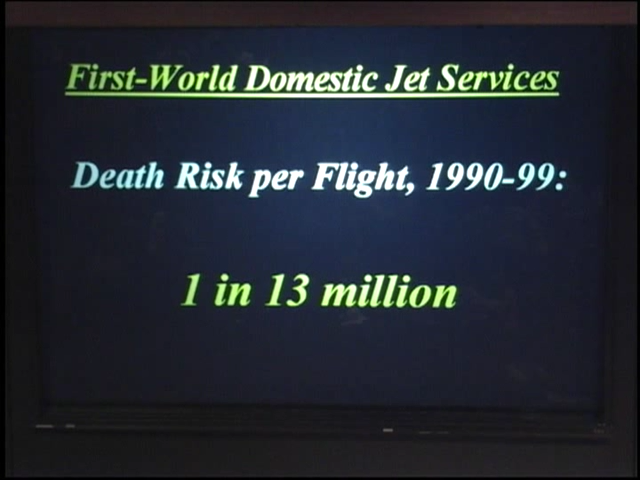 First-World Domestic Jet Services
Death Risk per Flight, 1990-99:
1 in 13 million